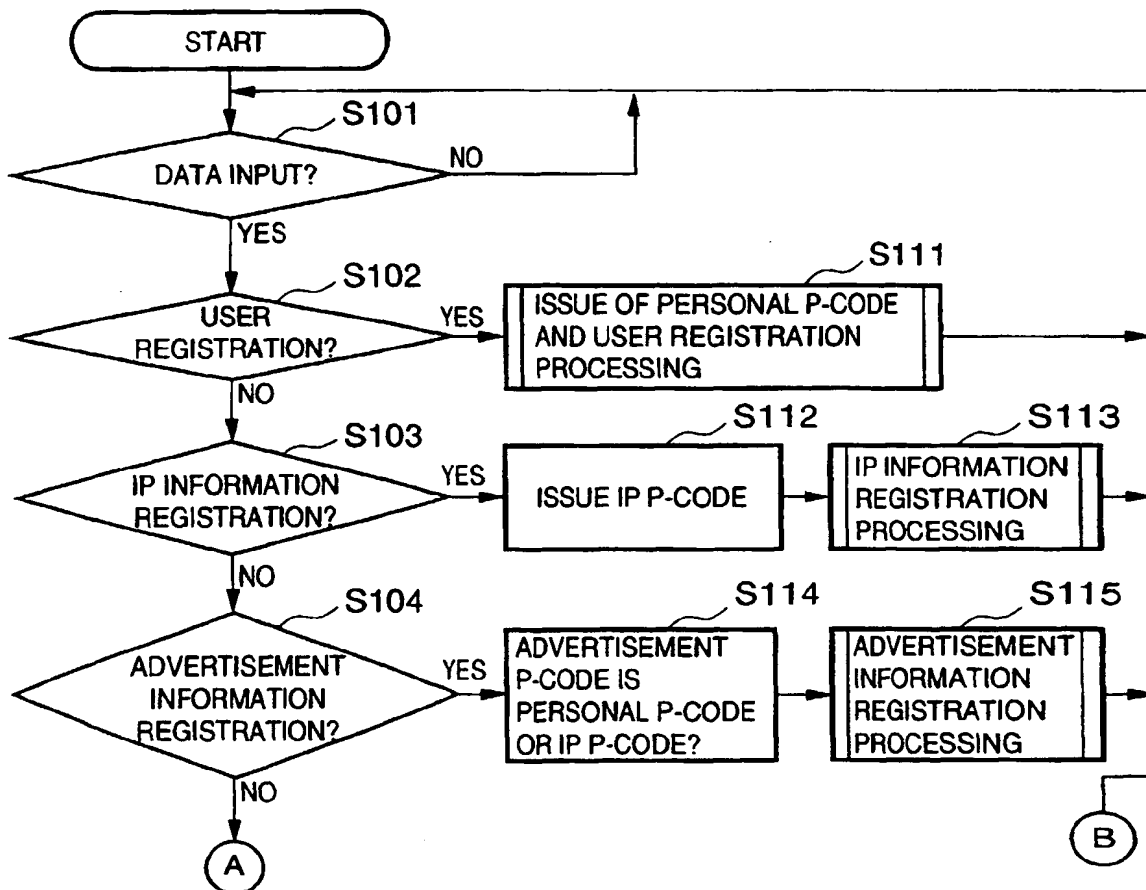 START
S101
DATA INPUT?
NO
YES
S102
USER
REGISTRATION?
YES
NO
S111
ISSUE OF PERSONAL P-CODE
AND USER REGISTRATION
PROCESSING
S103
IP INFORMATION
REGISTRATION?
YES
NO
S112
ISSUE IP P-CODE
S113
IP INFORMATION
REGISTRATION
PROCESSING
S104
ADVERTISEMENT
INFORMATION
REGISTRATION?
YES
NO
S114
ADVERTISEMENT
P-CODE IS
PERSONAL P-CODE
OR IP P-CODE?
S115
ADVERTISEMENT
INFORMATION
REGISTRATION
PROCESSING
A
B